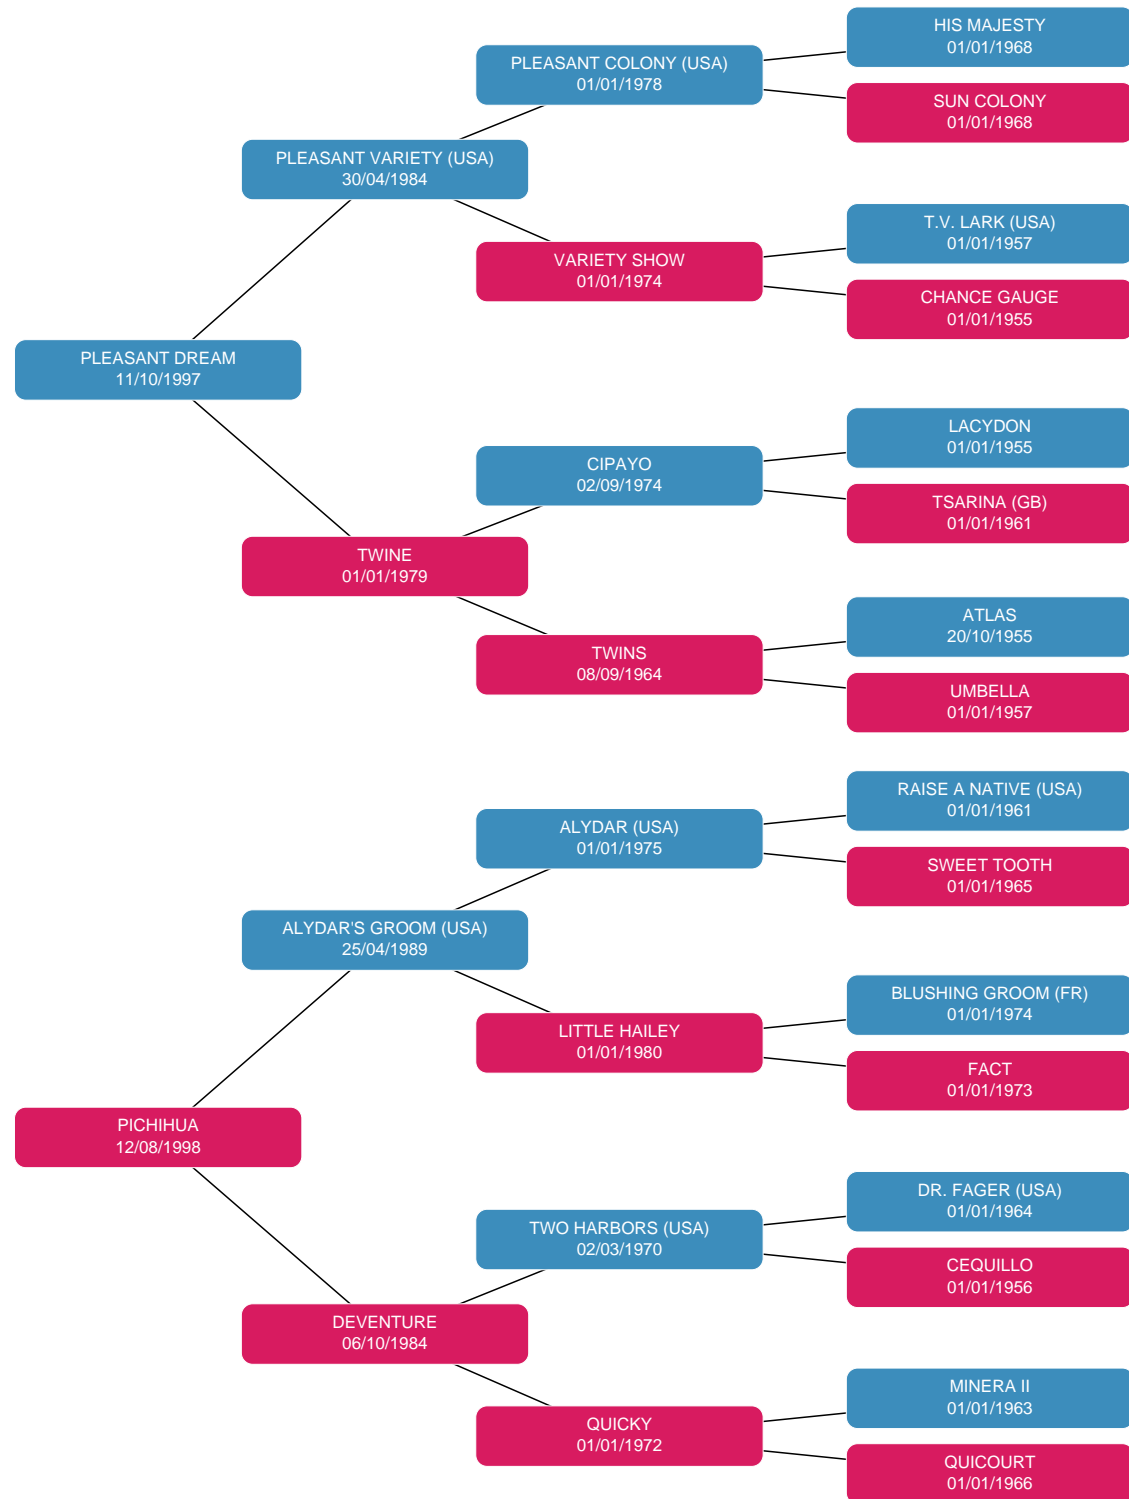 HIS MAJESTY
01/01/1968
PLEASANT COLONY (USA)
01/01/1978
SUN COLONY
01/01/1968
PLEASANT VARIETY (USA)
30/04/1984
T.V. LARK (USA)
01/01/1957
VARIETY SHOW
01/01/1974
CHANCE GAUGE
01/01/1955
PLEASANT DREAM
11/10/1997
LACYDON
01/01/1955
CIPAYO
02/09/1974
TSARINA (GB)
01/01/1961
TWINE
01/01/1979
ATLAS
20/10/1955
TWINS
08/09/1964
UMBELLA
01/01/1957
RAISE A NATIVE (USA)
01/01/1961
ALYDAR (USA)
01/01/1975
SWEET TOOTH
01/01/1965
ALYDAR'S GROOM (USA)
25/04/1989
BLUSHING GROOM (FR)
01/01/1974
LITTLE HAILEY
01/01/1980
FACT
01/01/1973
PICHIHUA
12/08/1998
DR. FAGER (USA)
01/01/1964
TWO HARBORS (USA)
02/03/1970
CEQUILLO
01/01/1956
DEVENTURE
06/10/1984
MINERA II
01/01/1963
QUICKY
01/01/1972
QUICOURT
01/01/1966